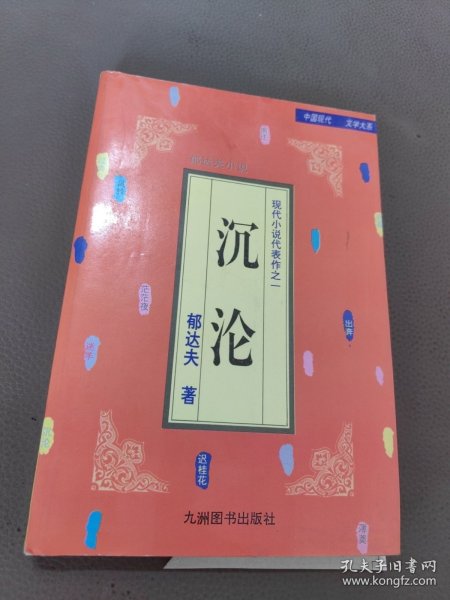 中国现代 文学大系
郁达夫小说
现代小说代表作之一
沉沦
郁达夫 著
茫茫夜
出奔
迟桂花
九洲图书出版社
孔夫子旧书网
www.kongfz.com